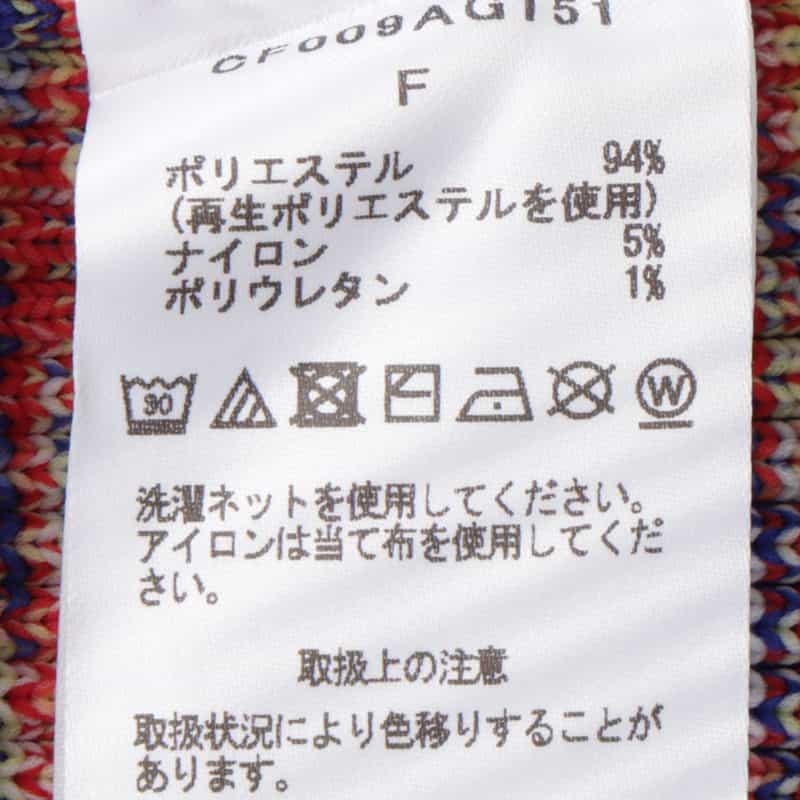 CF009AG151
F
ポリエステル 94%
(再生ポリエステルを使用)
ナイロン 5%
ポリウレタン 1%
30 W
洗濯ネットを使用してください。
アイロンは当て布を使用してくだ
さい。
取扱上の注意
取扱状況により色移りすることが
あります。